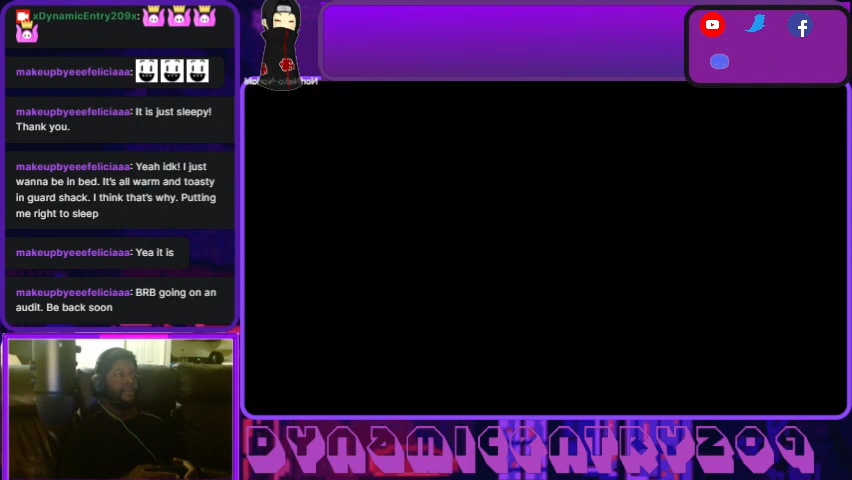 xDynamicEntry209x:
makeupbyeeefeliciaaa:
makeupbyeeefeliciaaa: It is just sleepy!
Thank you.
makeupbyeeefeliciaaa: Yeah idk! I just
wanna be in bed. It's all warm and toasty
in guard shack. I think that's why. Putting
me right to sleep
makeupbyeeefeliciaaa: Yea it is
makeupbyeeefeliciaaa: BRB going on an
audit. Be back soon